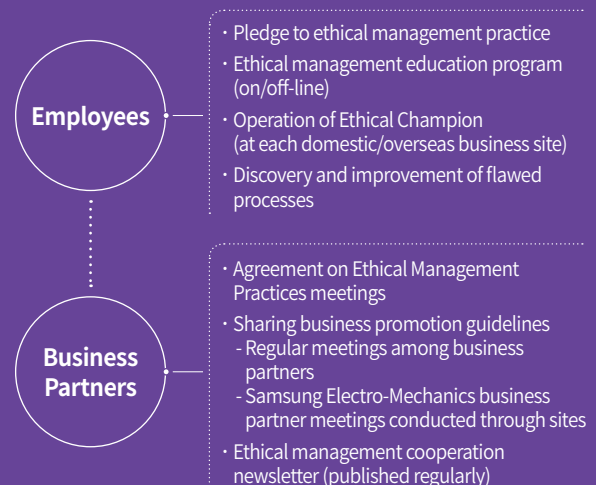 Employees
· Pledge to ethical management practice
· Ethical management education program
(on/off-line)
· Operation of Ethical Champion
(at each domestic/overseas business site)
· Discovery and improvement of flawed
processes
Business
Partners
· Agreement on Ethical Management
Practices meetings
· Sharing business promotion guidelines
- Regular meetings among business
partners
- Samsung Electro-Mechanics business
partner meetings conducted through sites
· Ethical management cooperation
newsletter (published regularly)